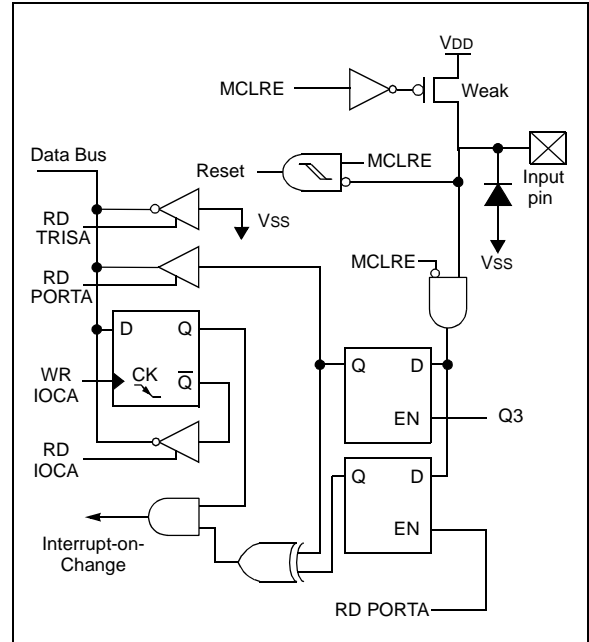 VDD
MCLRE
Weak
Data Bus
Reset
MCLRE
Input
pin
RD
TRISA
VSS
VSS
RD
PORTA
MCLRE
D
Q
Q
D
WR
IOCA
CK
Q̅
EN
Q3
RD
IOCA
Q
D
EN
Interrupt-on-
Change
RD PORTA